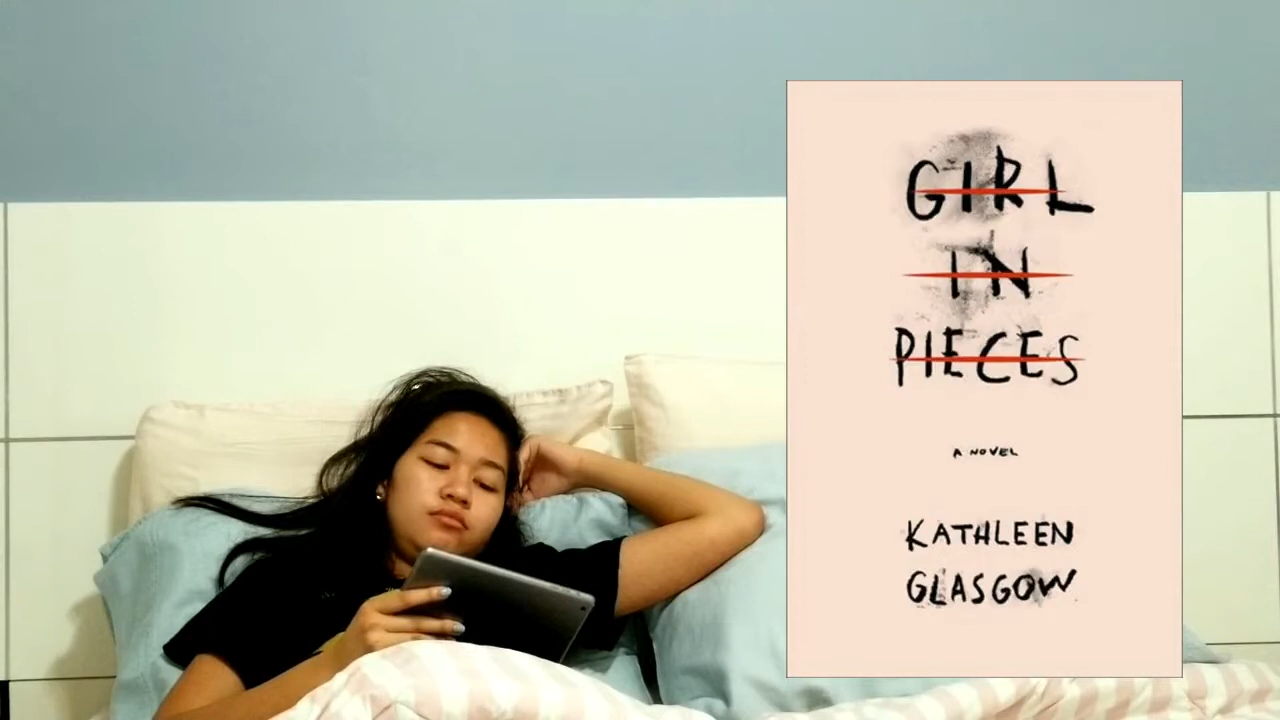 GIRL
IN
PIECES
A NOVEL
KATHLEEN
GLASGOW